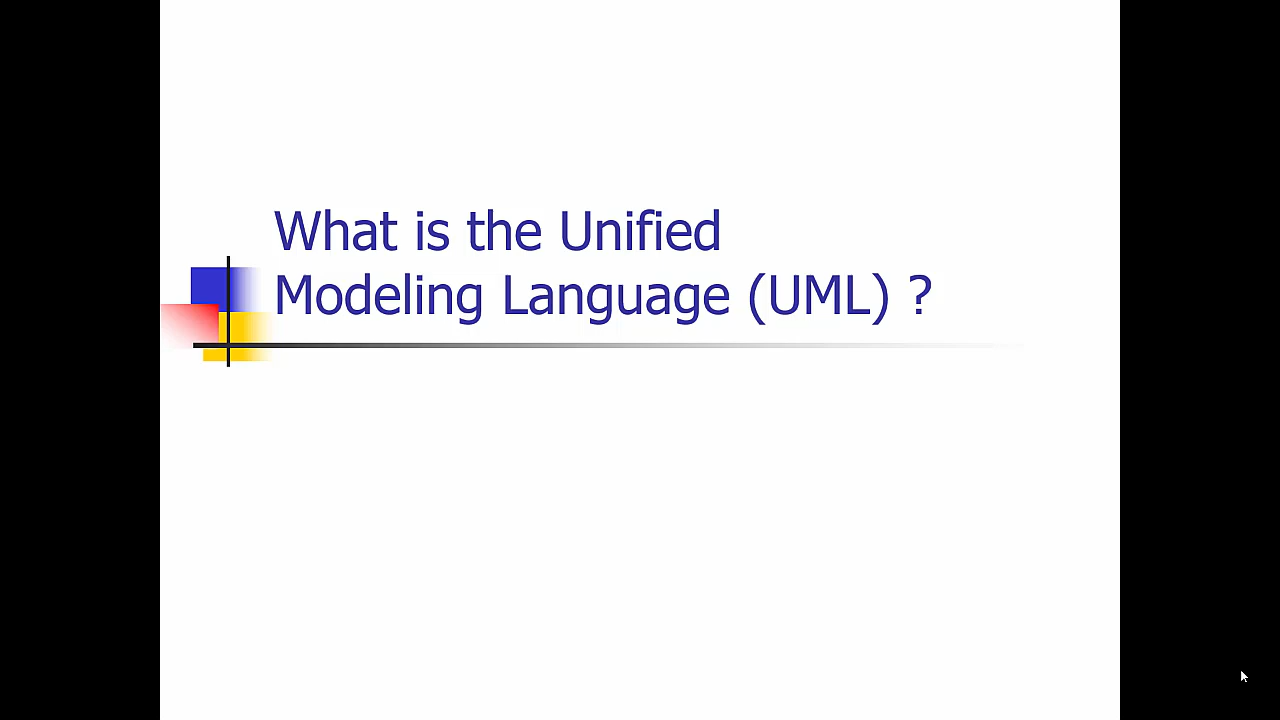 What is the Unified
Modeling Language (UML) ?